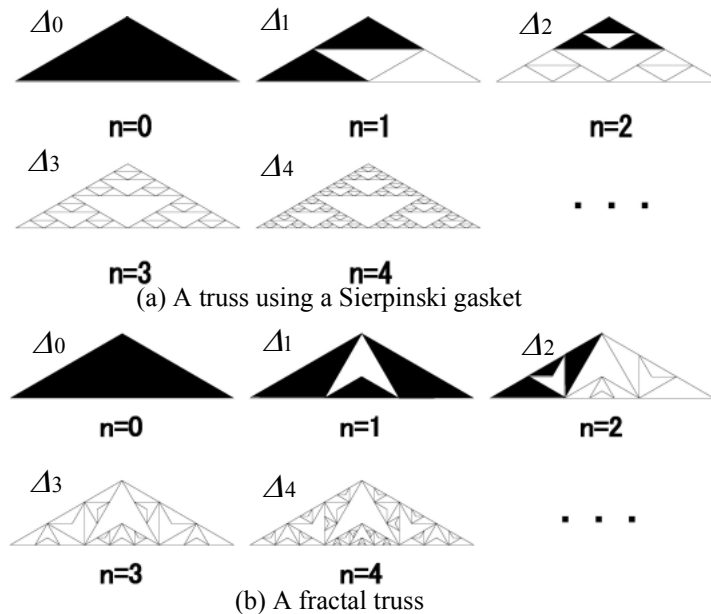 Δ0 Δ1 Δ2
n=0 n=1 n=2
Δ3 Δ4
. . .
n=3 n=4
(a) A truss using a Sierpinski gasket
Δ0 Δ1 Δ2
n=0 n=1 n=2
Δ3 Δ4
. . .
n=3 n=4
(b) A fractal truss